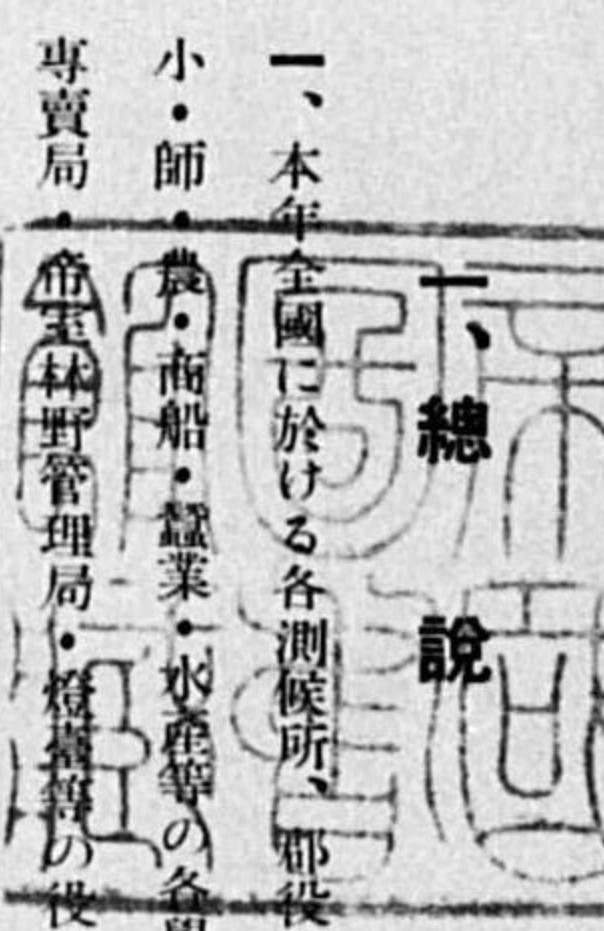 一、總說
一、本年全國に於ける各測候所、郡役
小・師・農・商船・蠶業・水產等の各
專賣局・帝室林野管理局・燈臺等の役